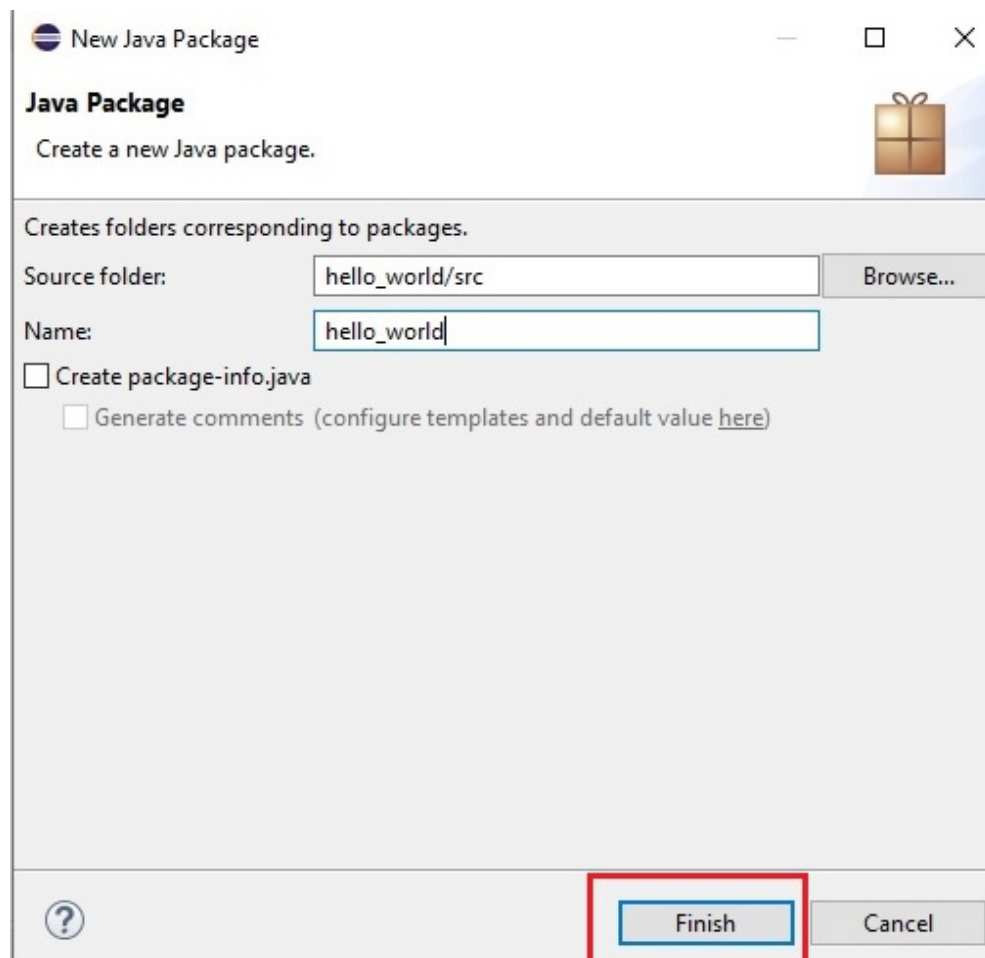 New Java Package
Java Package
Create a new Java package.
Creates folders corresponding to packages.
Source folder: hello_world/src Browse...
Name: hello_world
Create package-info.java
Generate comments (configure templates and default value here)
? Finish Cancel